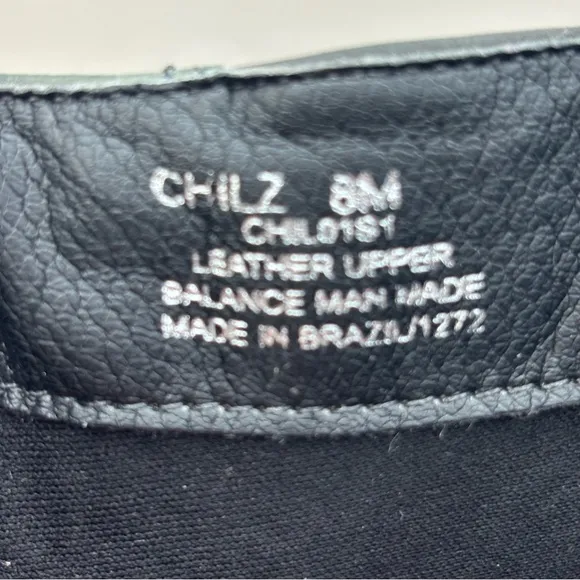 CHILZ 8M
CHIL01S1
LEATHER UPPER
BALANCE MAN MADE
MADE IN BRAZIL/1272